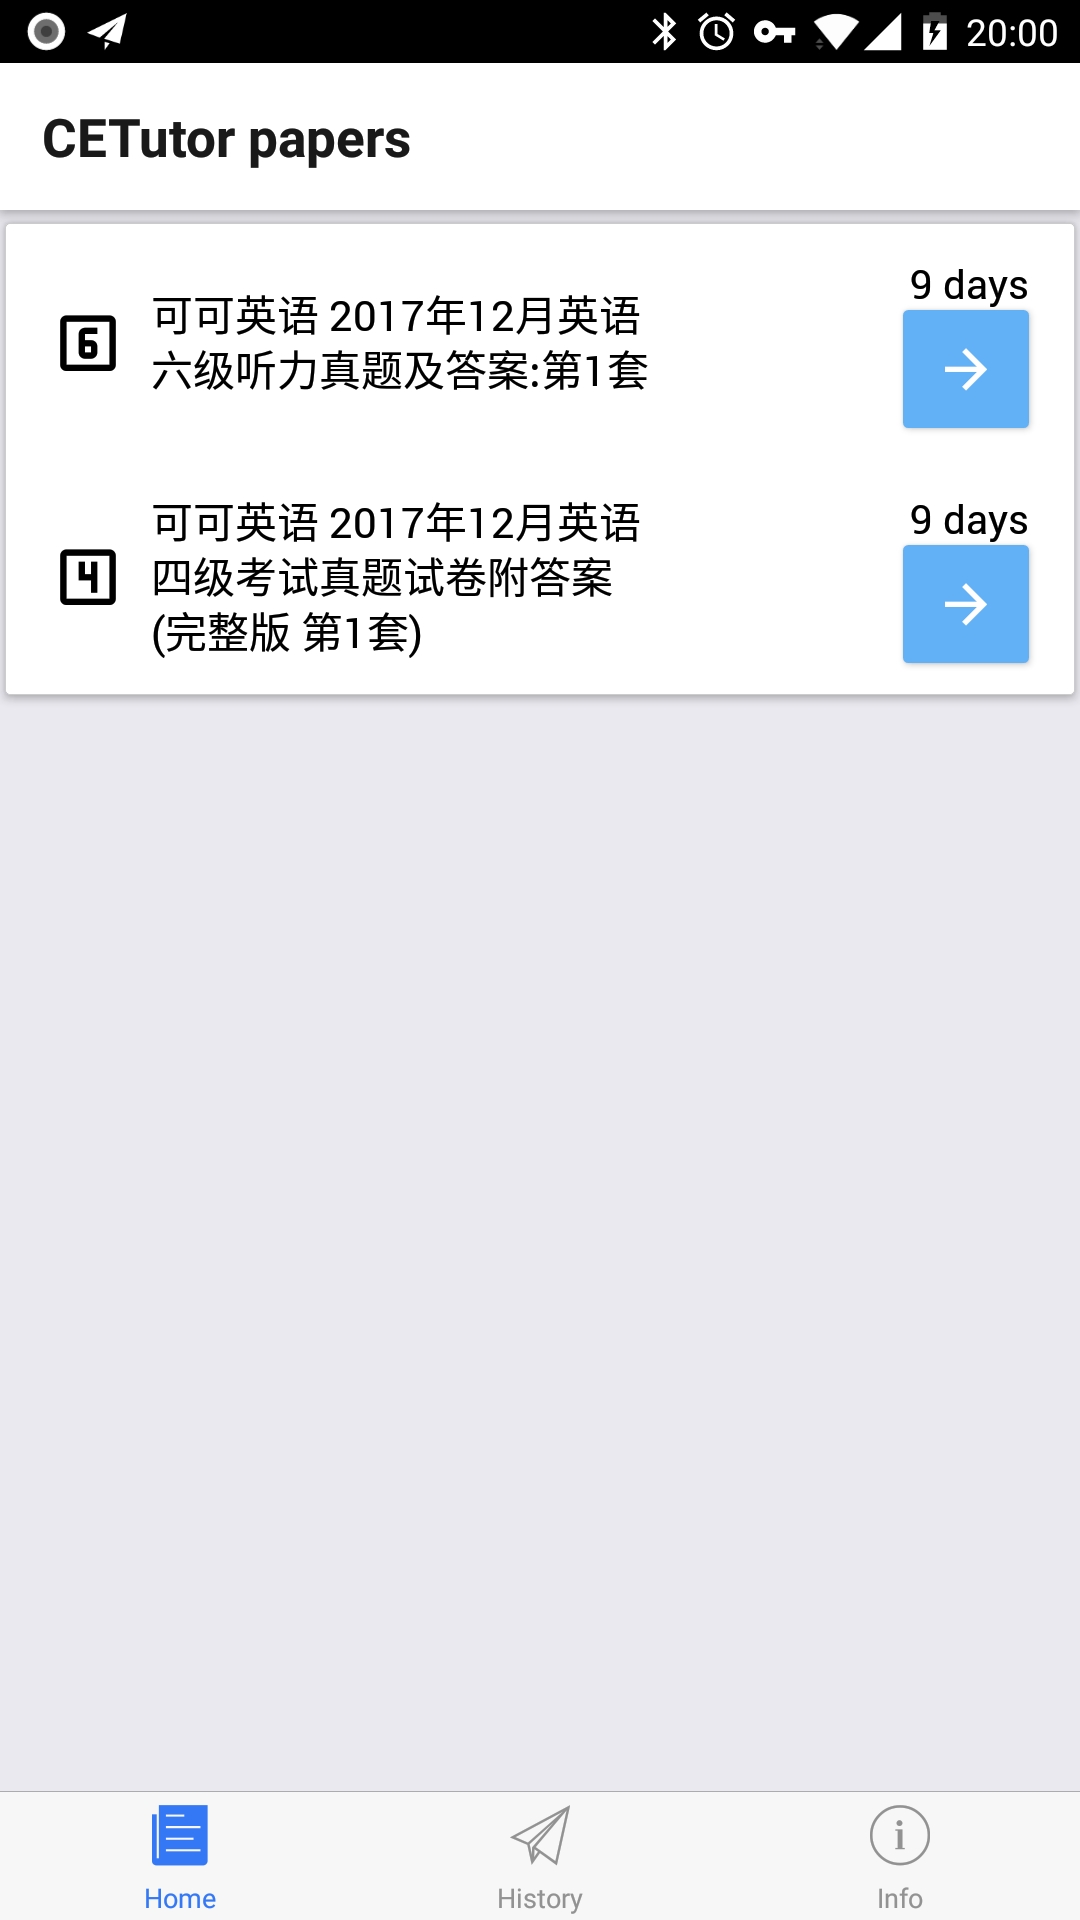 20:00
CETutor papers
9 days
可可英语 2017年12月英语
六级听力真题及答案:第1套
6
9 days
可可英语 2017年12月英语
四级考试真题试卷附答案
(完整版 第1套)
4
Home
History
Info